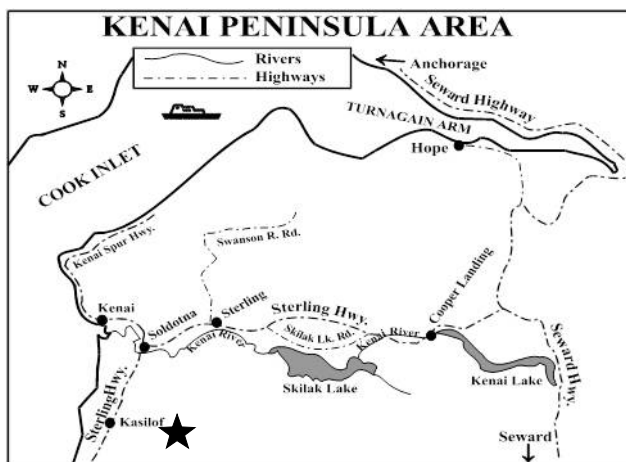 KENAI PENINSULA AREA
Rivers
Highways
Anchorage
Seward Highway
N
W E
S
TURNAGAIN ARM
Hope
COOK INLET
Kenai Spur Hwy.
Swanson R. Rd.
Cooper Landing
Kenai
Soldotna
Sterling
Sterling Hwy.
Skilak Lk. Rd.
Kenai River
Kenai River
Seward Hwy.
Skilak Lake
Kenai Lake
SterlingHwy.
Kasilof
Seward